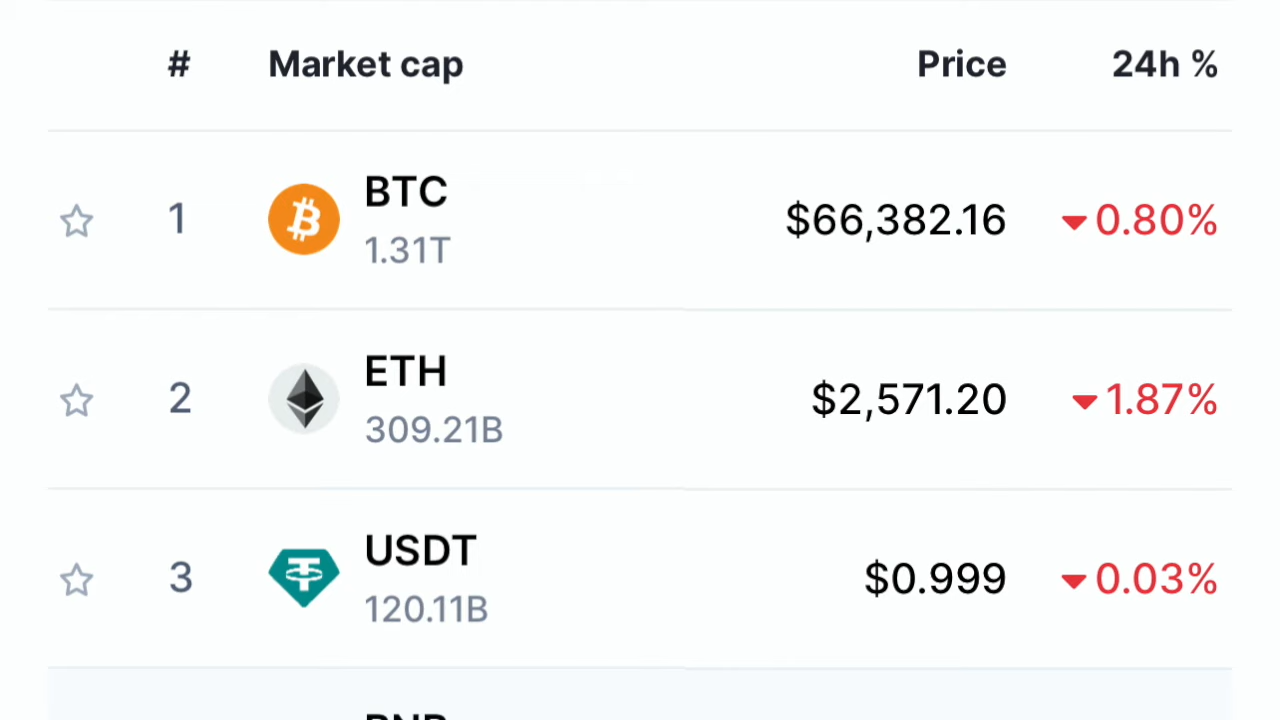 # Market cap Price 24h %
BTC
1 $66,382.16 0.80%
1.31T
ETH
2 $2,571.20 1.87%
309.21B
USDT
3 $0.999 0.03%
120.11B